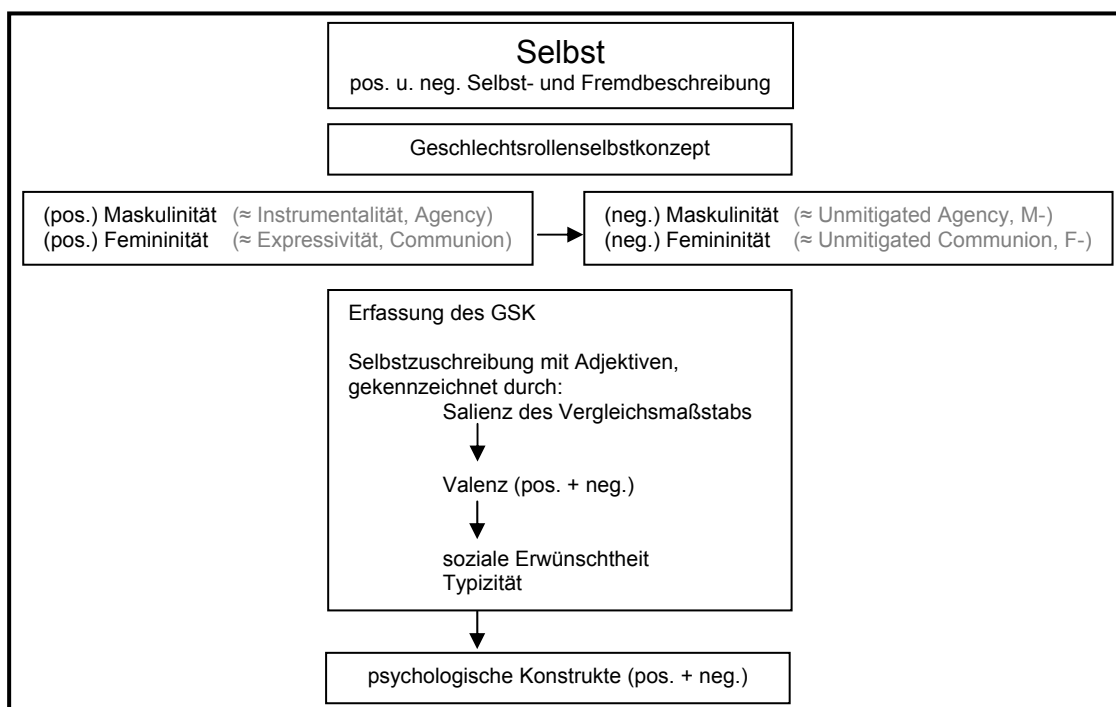 Selbst
pos. u. neg. Selbst- und Fremdbeschreibung
Geschlechtsrollenselbstkonzept
(pos.) Maskulinität (≈ Instrumentalität, Agency)
(pos.) Femininität (≈ Expressivität, Communion)
(neg.) Maskulinität (≈ Unmitigated Agency, M-)
(neg.) Femininität (≈ Unmitigated Communion, F-)
Erfassung des GSK
Selbstzuschreibung mit Adjektiven,
gekennzeichnet durch:
Salienz des Vergleichsmaßstabs
Valenz (pos. + neg.)
soziale Erwünschtheit
Typizität
psychologische Konstrukte (pos. + neg.)